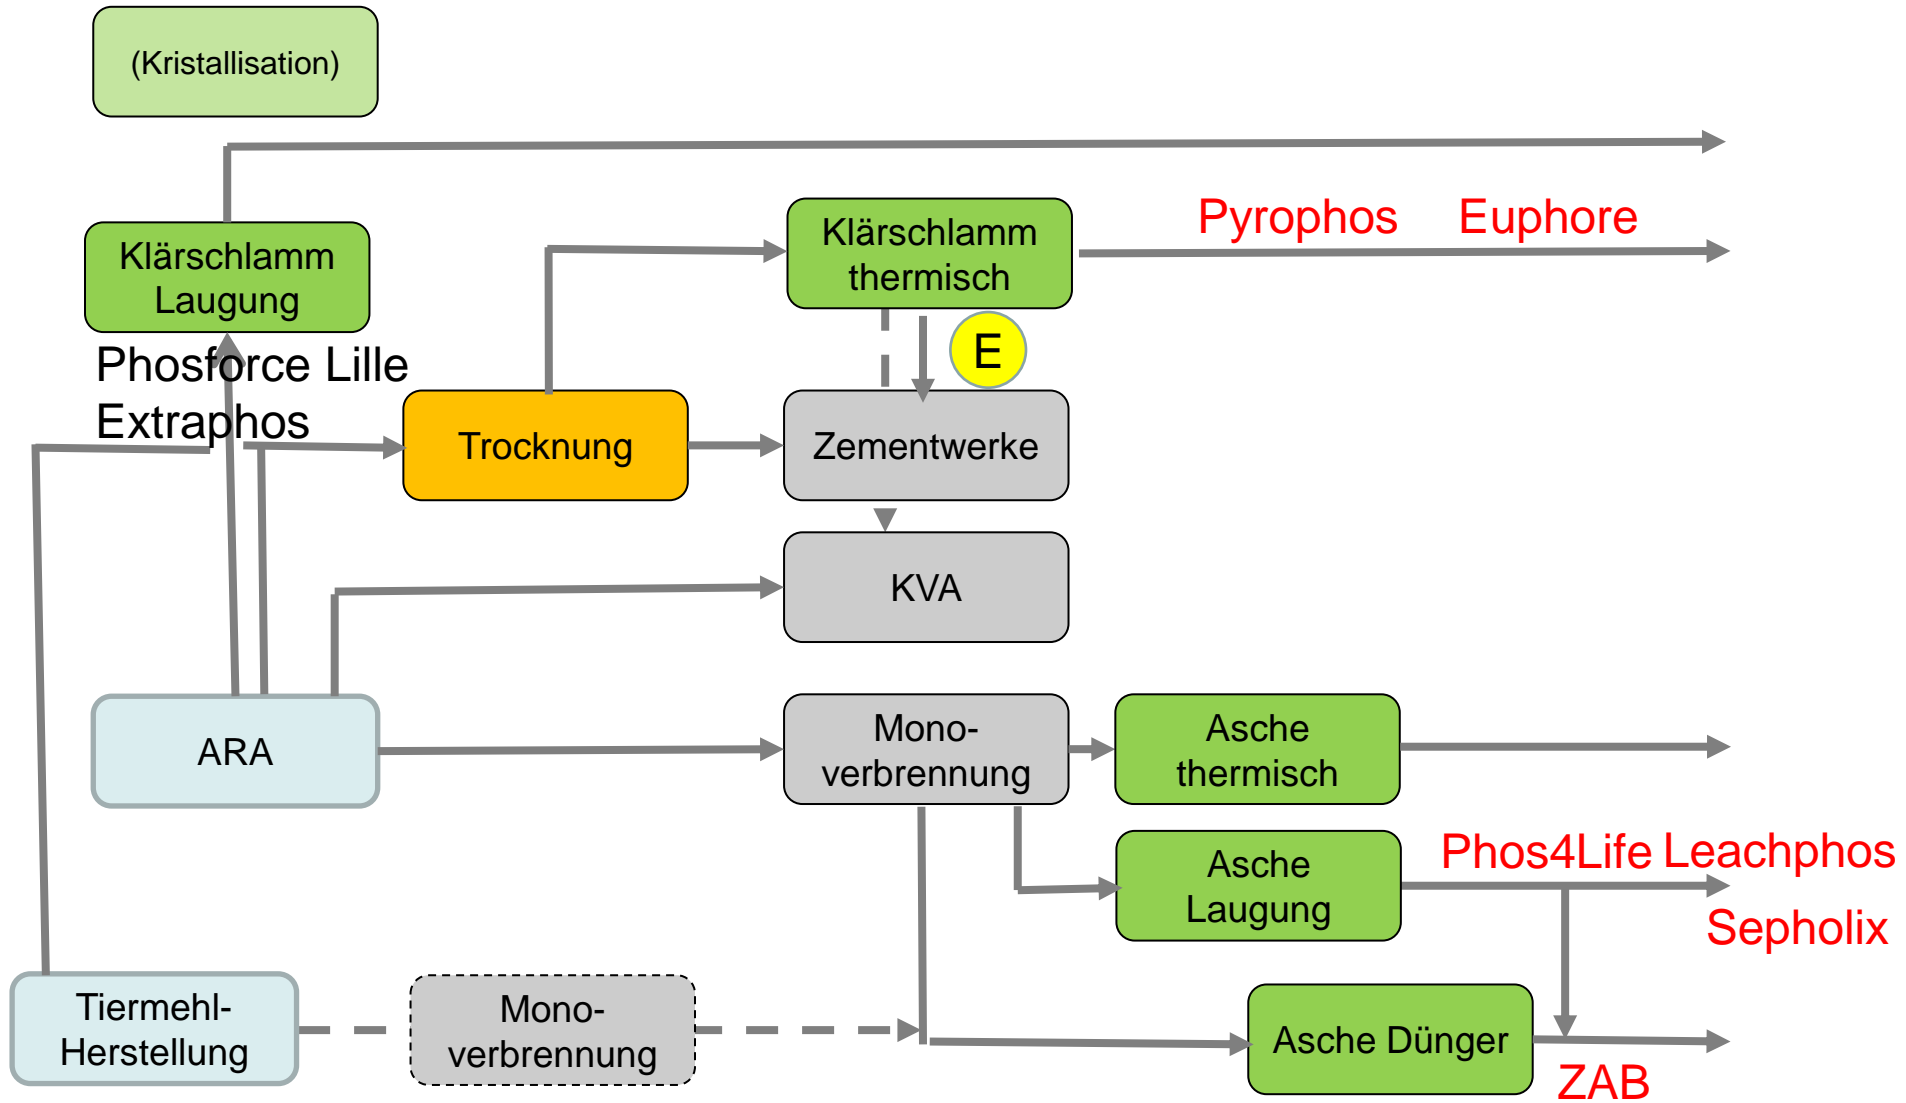 (Kristallisation)
Klärschlamm
Laugung
Phosforce Lille
Extraphos
Klärschlamm
thermisch
Pyrophos Euphore
E
Trocknung
Zementwerke
KVA
ARA
Mono-
verbrennung
Asche
thermisch
Asche
Laugung
Phos4Life Leachphos
Sepholix
Tiermehl-
Herstellung
Mono-
verbrennung
Asche Dünger
ZAB